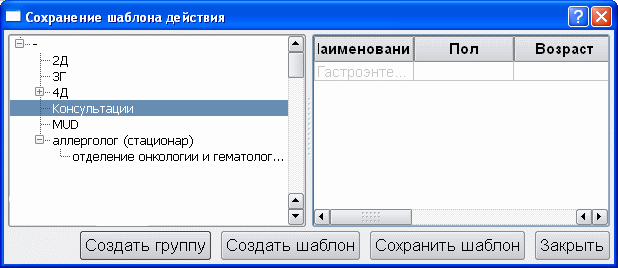 Сохранение шаблона действия
-
2Д
3Г
4Д
Консультации
MUD
аллерголог (стационар)
отделение онкологии и гематолог...
Наименовани Пол Возраст
Гастроэнте...
Создать группу Создать шаблон Сохранить шаблон Закрыть